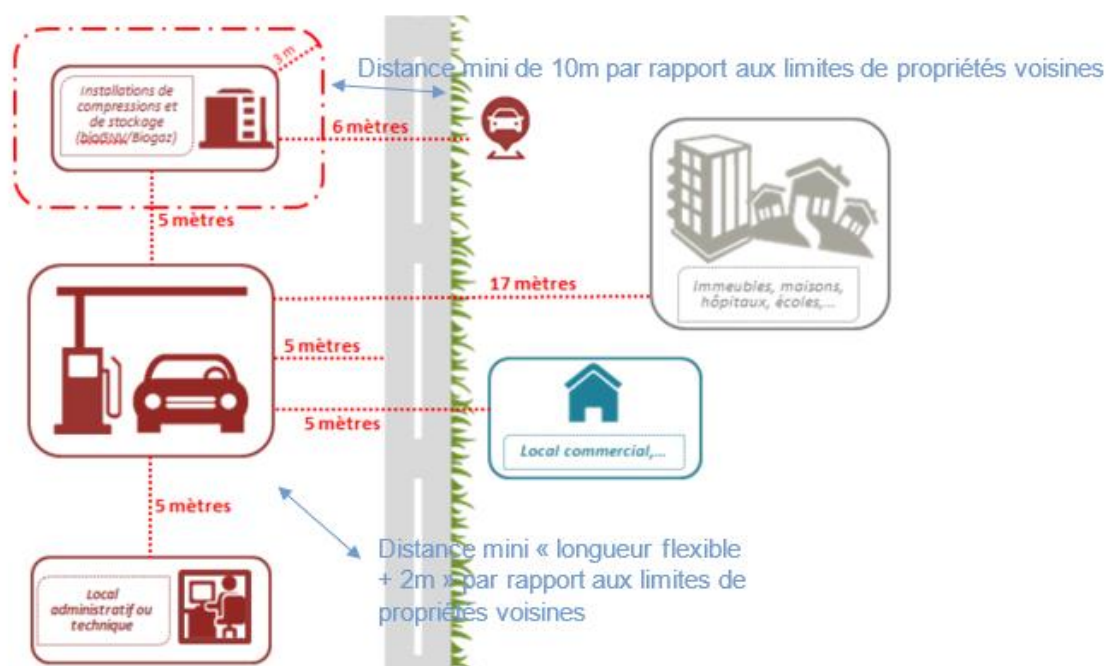 3 m
Distance mini de 10m par rapport aux limites de propriétés voisines
Installations de
compressions et
de stockage
(bioGNV/Biogaz)
6 mètres
5 mètres
17 mètres
Immeubles, maisons,
hôpitaux, écoles,...
5 mètres
5 mètres
Local commercial,...
5 mètres
Distance mini « longueur flexible
+ 2m » par rapport aux limites de
propriétés voisines
Local
administratif ou
technique